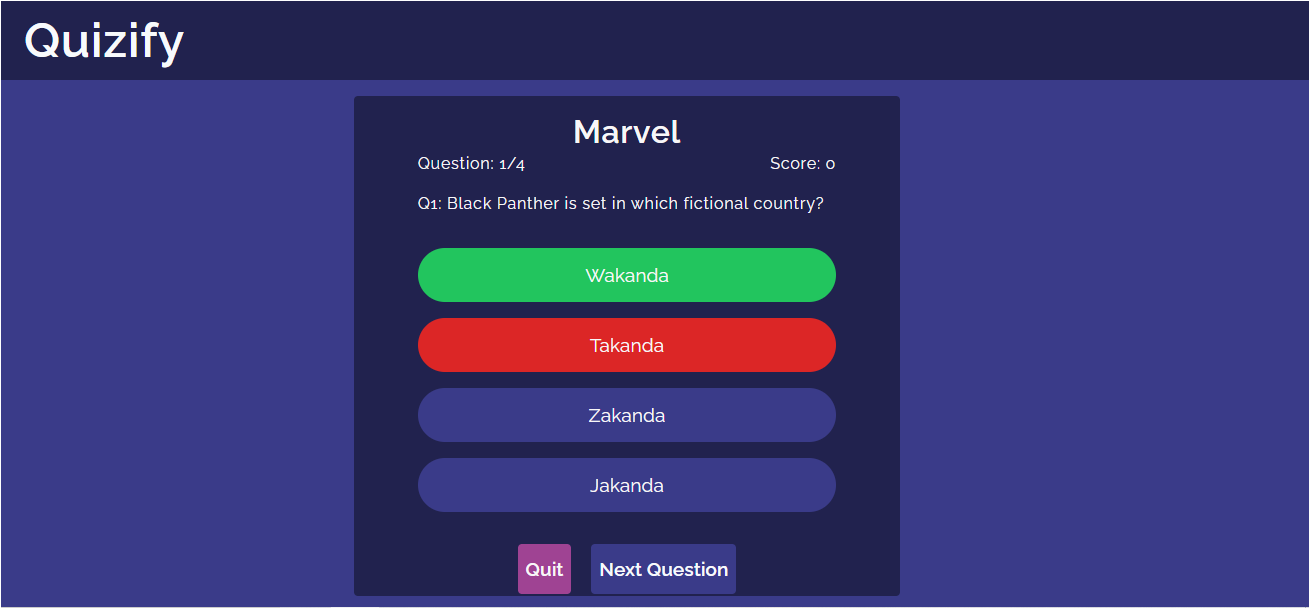 Quizify
Marvel
Question: 1/4 Score: 0
Q1: Black Panther is set in which fictional country?
Wakanda
Takanda
Zakanda
Jakanda
Quit Next Question